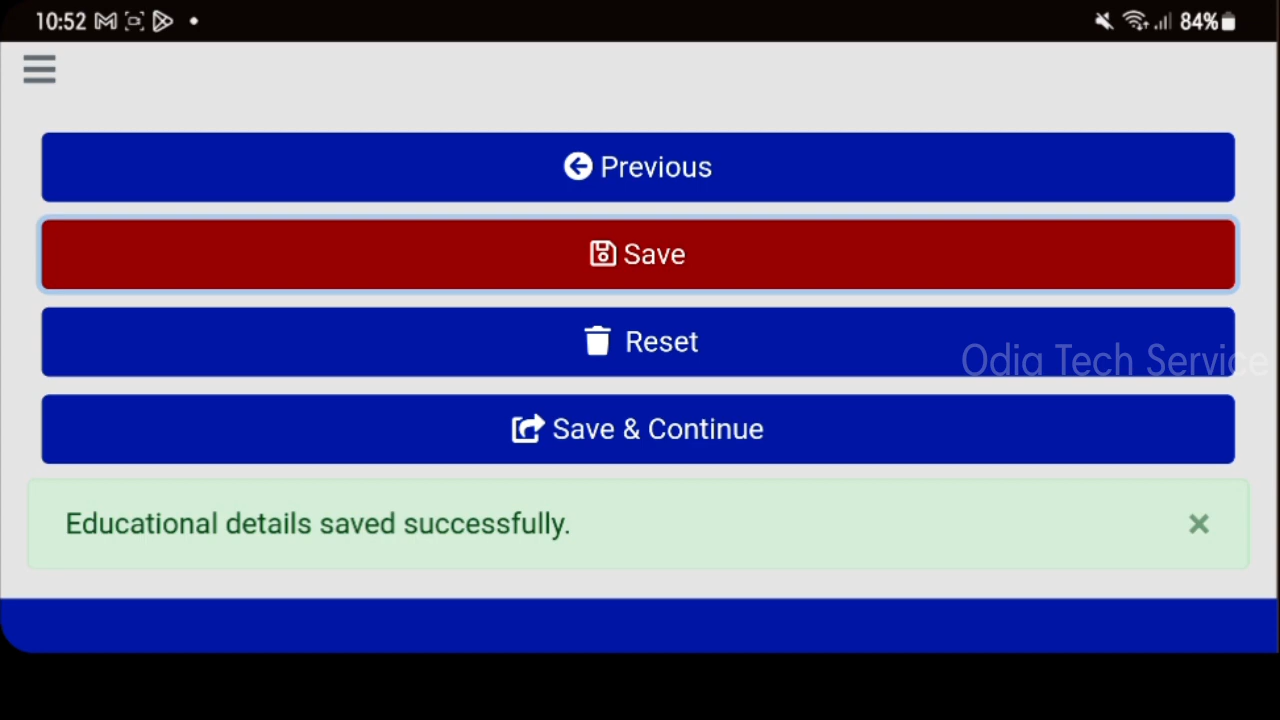 10:52
84%
Previous
Save
Reset
Odia Tech Service
Save & Continue
Educational details saved successfully.